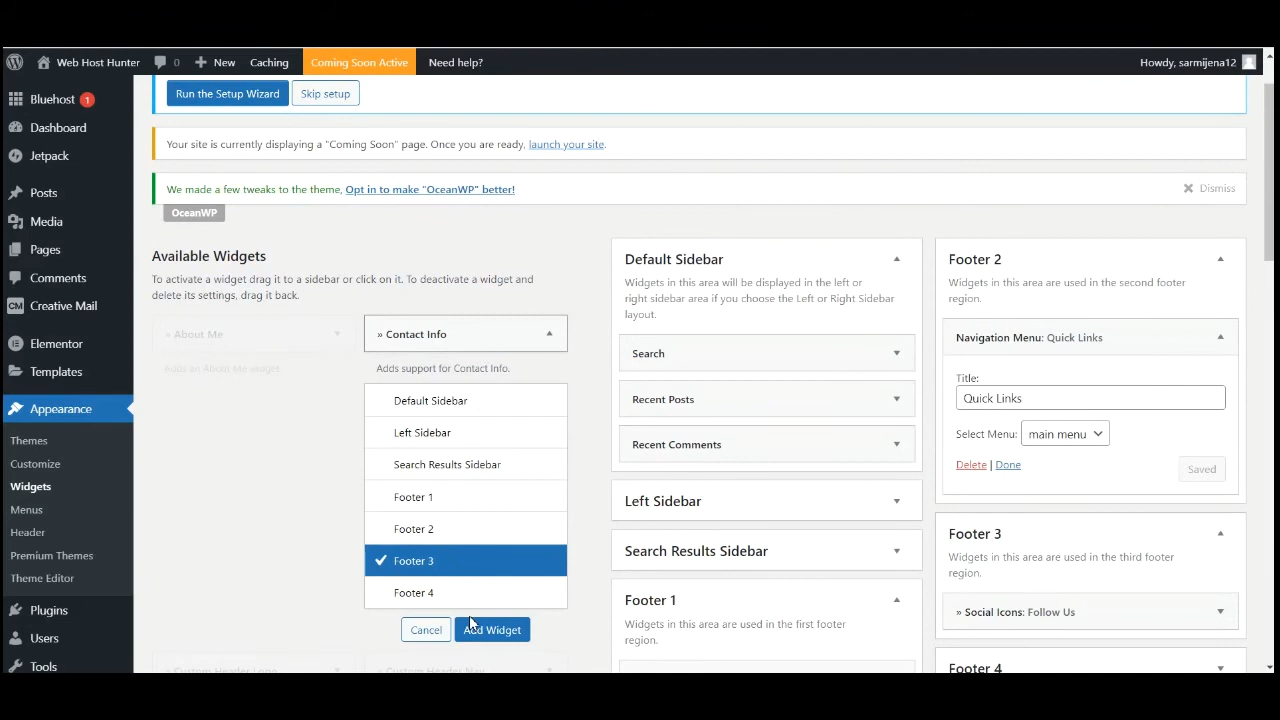 Web Host Hunter
0
New
Caching
Coming Soon Active
Need help?
Howdy, sarmijena12
Bluehost 1
Dashboard
Jetpack
Posts
Media
Pages
Comments
CM Creative Mail
Elementor
Templates
Appearance
Themes
Customize
Widgets
Menus
Header
Premium Themes
Theme Editor
Plugins
Users
Tools
Run the Setup Wizard
Skip setup
Your site is currently displaying a "Coming Soon" page. Once you are ready, launch your site.
We made a few tweaks to the theme, Opt in to make "OceanWP" better!
Dismiss
OceanWP
Available Widgets
To activate a widget drag it to a sidebar or click on it. To deactivate a widget and
delete its settings, drag it back.
» About Me
Adds an About Me widget.
» Contact Info
Adds support for Contact Info.
Default Sidebar
Left Sidebar
Search Results Sidebar
Footer 1
Footer 2
Footer 3
Footer 4
Cancel
Add Widget
» Custom Header Logo
» Custom Header Nav
Default Sidebar
Widgets in this area will be displayed in the left or
right sidebar area if you choose the Left or Right Sidebar
layout.
Search
Recent Posts
Recent Comments
Left Sidebar
Search Results Sidebar
Footer 1
Widgets in this area are used in the first footer
region.
Footer 2
Widgets in this area are used in the second footer
region.
Navigation Menu: Quick Links
Title:
Quick Links
Select Menu: main menu
Delete | Done
Saved
Footer 3
Widgets in this area are used in the third footer
region.
» Social Icons: Follow Us
Footer 4